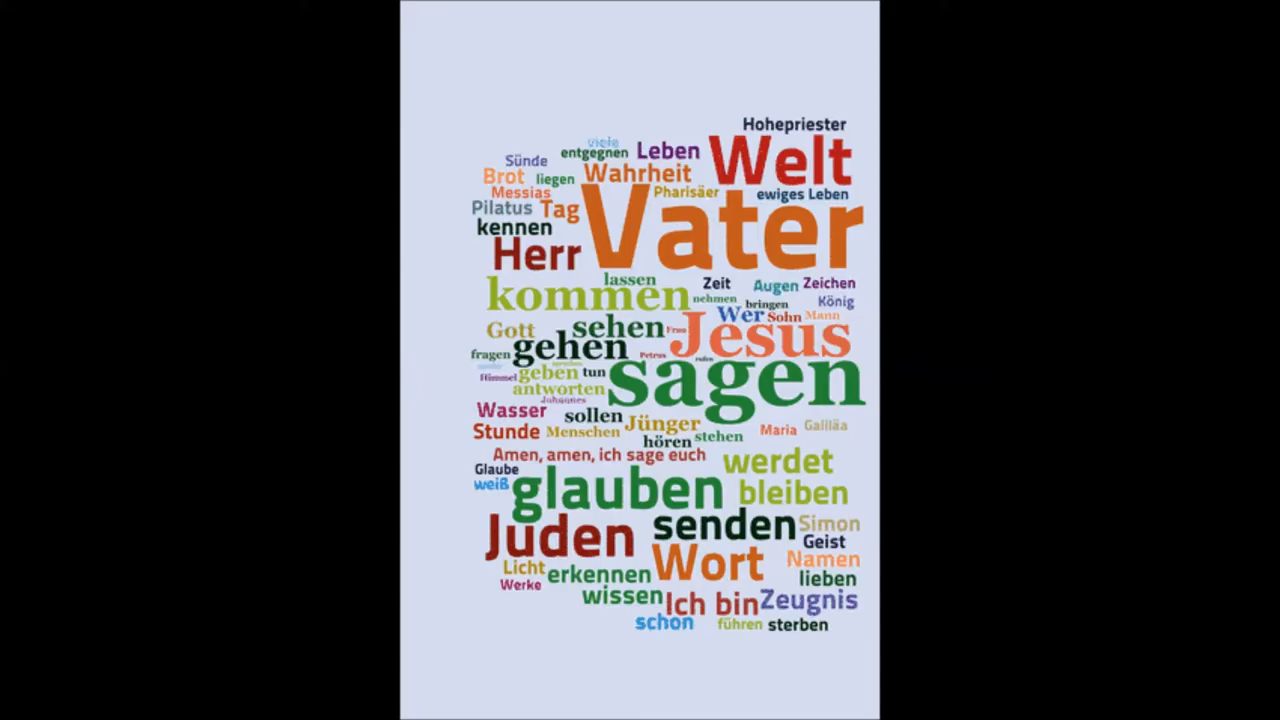 Hohepriester
viele
entgegnen Leben Welt
Sünde
Brot liegen Wahrheit
Messias Pharisäer ewiges Leben
Pilatus Tag Vater
kennen
Herr
lassen Zeit Augen Zeichen
kommen nehmen bringen König
Wer Sohn Mann
Gott sehen Frau Jesus
fragen gehen Petrus rufen
sprechen
Himmel geben tun sagen
antworten
Johannes
Wasser sollen Jünger
Stunde Menschen hören stehen Maria Galiläa
Amen, amen, ich sage euch werdet
Glaube
weiß glauben bleiben
Juden senden Simon
Geist
Licht erkennen Wort Namen
Werke lieben
wissen Ich bin Zeugnis
schon führen sterben